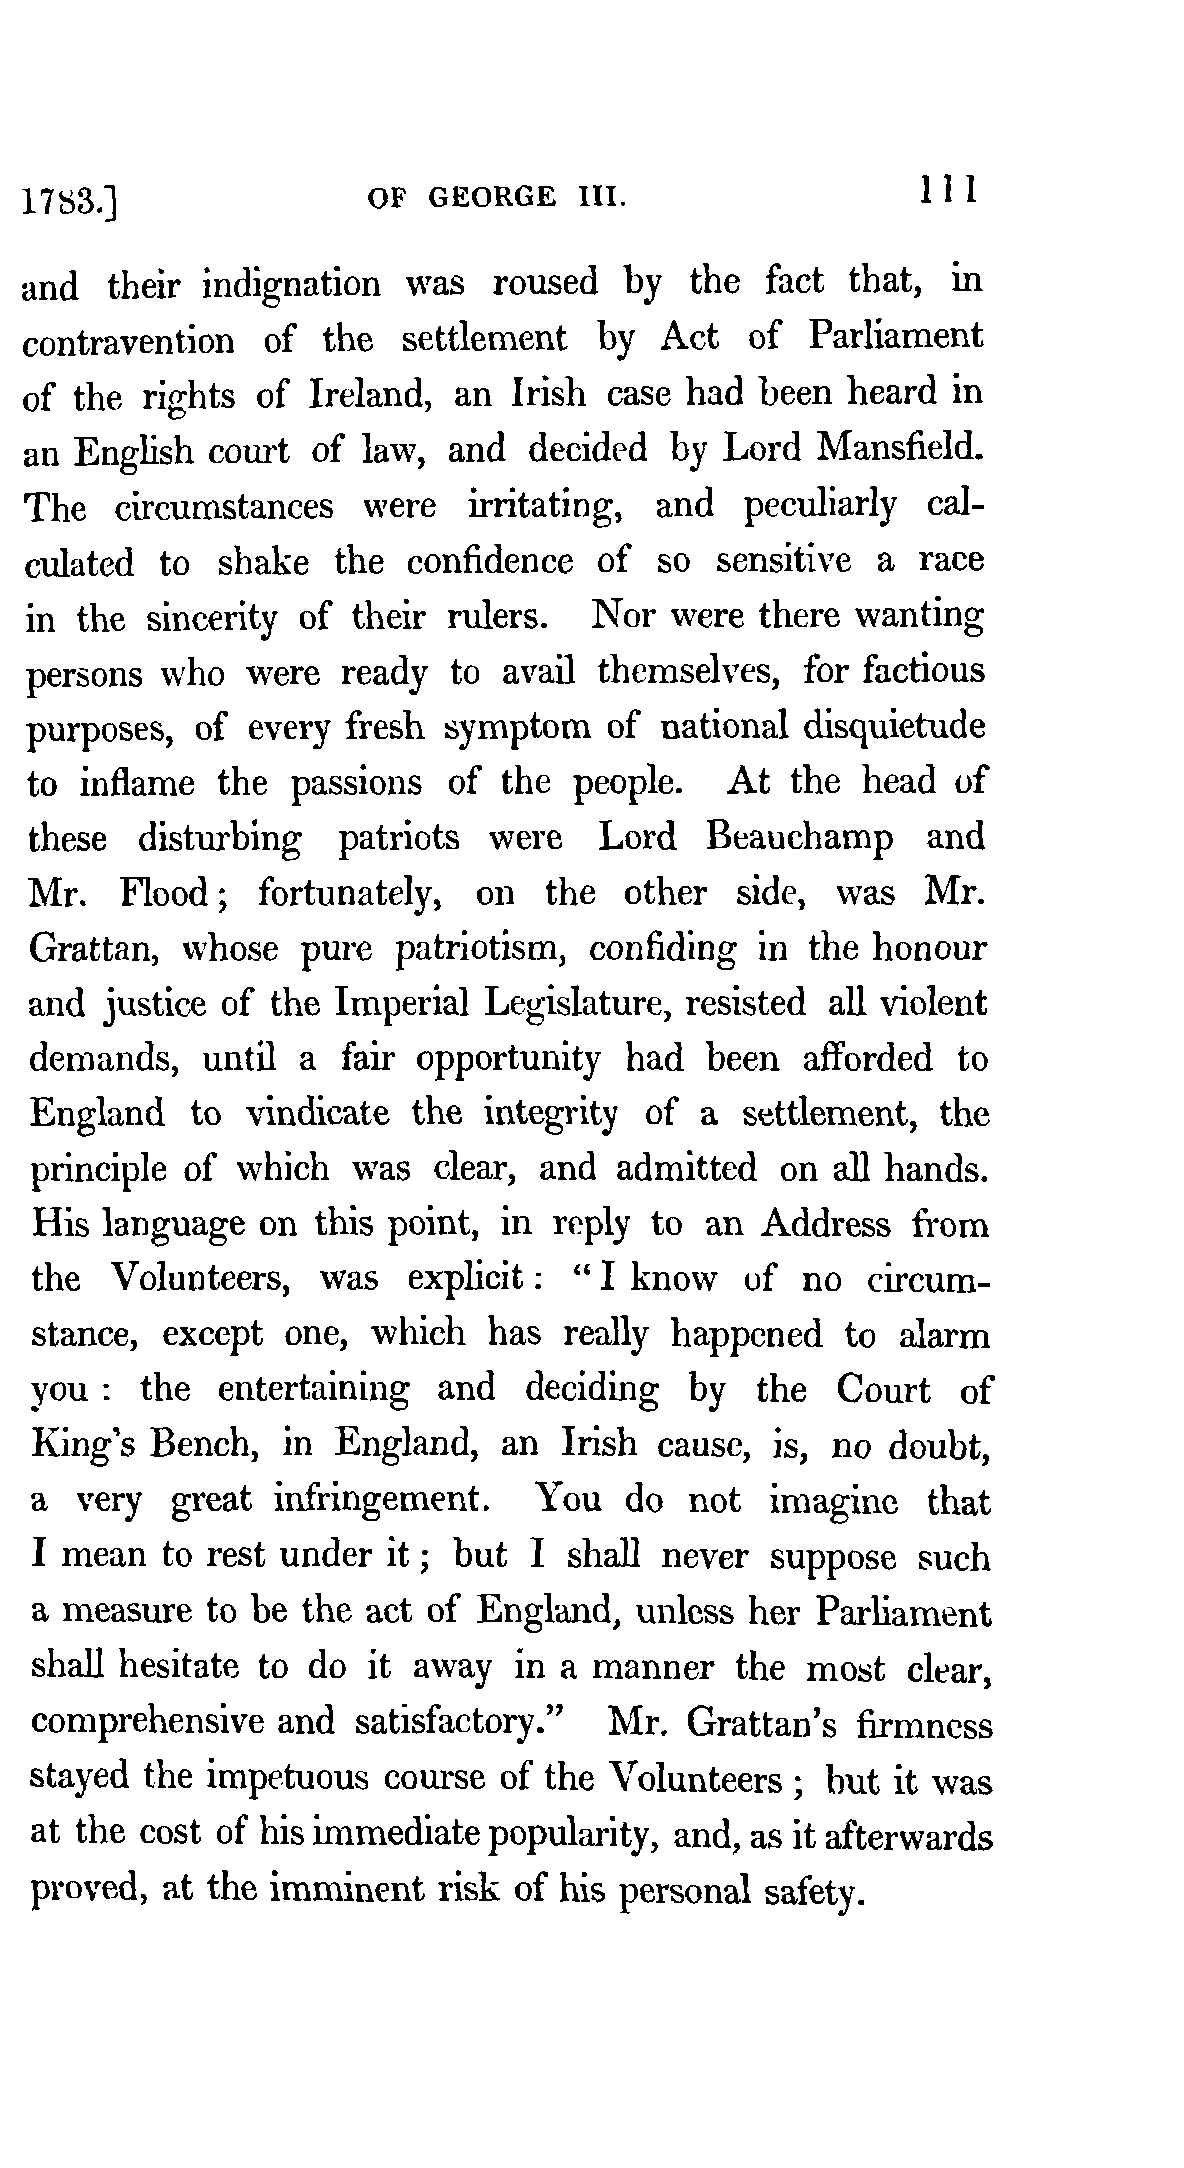 1783.] OF GEORGE III. 111
and their indignation was roused by the fact that, in
contravention of the settlement by Act of Parliament
of the rights of Ireland, an Irish case had been heard in
an English court of law, and decided by Lord Mansfield.
The circumstances were irritating, and peculiarly cal-
culated to shake the confidence of so sensitive a race
in the sincerity of their rulers. Nor were there wanting
persons who were ready to avail themselves, for factious
purposes, of every fresh symptom of national disquietude
to inflame the passions of the people. At the head of
these disturbing patriots were Lord Beauchamp and
Mr. Flood; fortunately, on the other side, was Mr.
Grattan, whose pure patriotism, confiding in the honour
and justice of the Imperial Legislature, resisted all violent
demands, until a fair opportunity had been afforded to
England to vindicate the integrity of a settlement, the
principle of which was clear, and admitted on all hands.
His language on this point, in reply to an Address from
the Volunteers, was explicit: “I know of no circum-
stance, except one, which has really happened to alarm
you: the entertaining and deciding by the Court of
King's Bench, in England, an Irish cause, is, no doubt,
a very great infringement. You do not imagine that
I mean to rest under it; but I shall never suppose such
a measure to be the act of England, unless her Parliament
shall hesitate to do it away in a manner the most clear,
comprehensive and satisfactory.” Mr. Grattan's firmness
stayed the impetuous course of the Volunteers; but it was
at the cost of his immediate popularity, and, as it afterwards
proved, at the imminent risk of his personal safety.